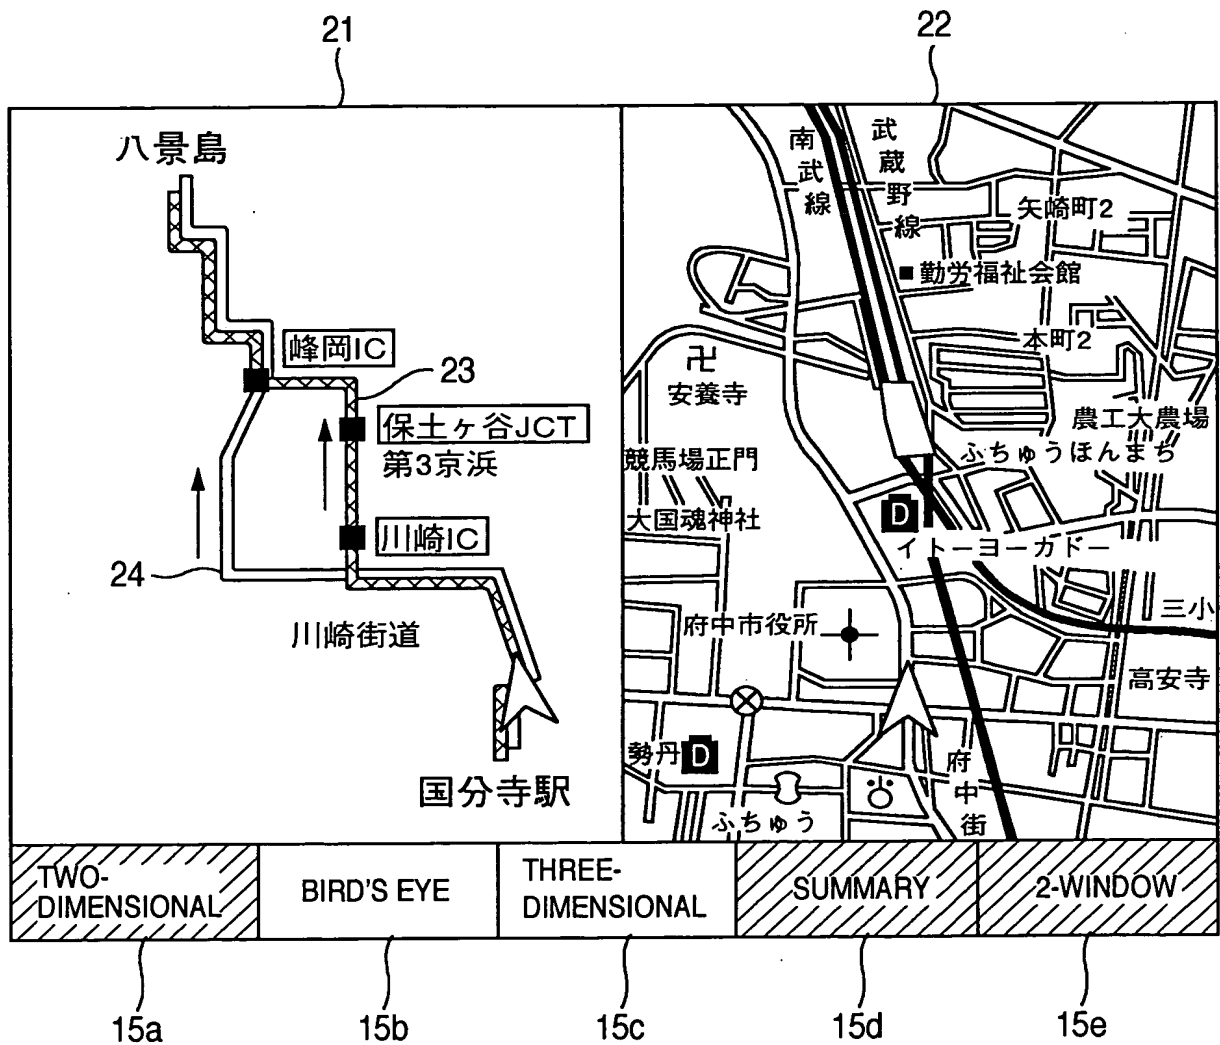 21
22
八景島
峰岡IC
23
保土ヶ谷JCT
第3京浜
川崎IC
24
川崎街道
国分寺駅
南武線
武蔵野線
矢崎町2
勤労福祉会館
本町2
卍
安養寺
農工大農場
ふちゅうほんまち
競馬場正門
大国魂神社
D
イトーヨーカドー
三小
府中市役所
高安寺
勢丹
D
府中街
ふちゅう
TWO-
DIMENSIONAL
BIRD'S EYE
THREE-
DIMENSIONAL
SUMMARY
2-WINDOW
15a
15b
15c
15d
15e